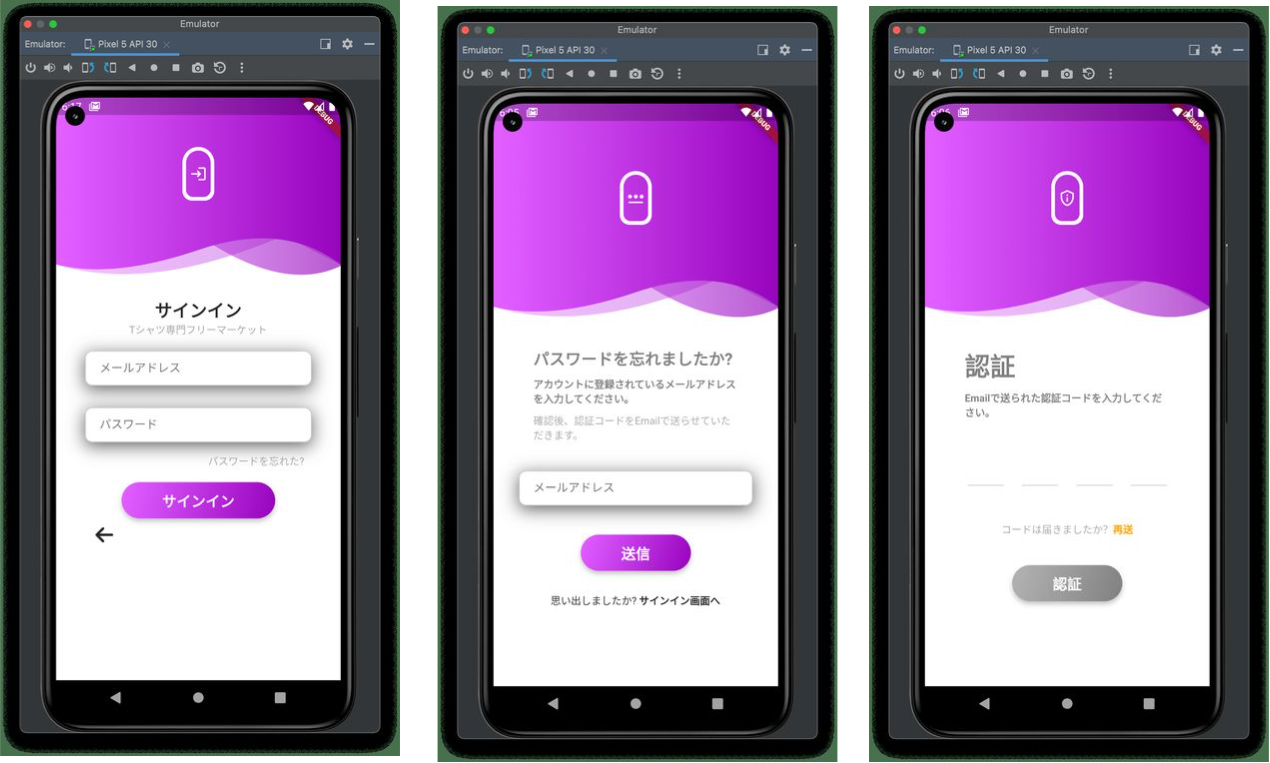 Emulator
Emulator:
Pixel 5 API 30
6:17
DEBUG
サインイン
Tシャツ専門フリーマーケット
メールアドレス
パスワード
パスワードを忘れた?
サインイン
Emulator
Emulator:
Pixel 5 API 30
6:05
DEBUG
パスワードを忘れましたか?
アカウントに登録されているメールアドレス
を入力してください。
確認後、認証コードをEmailで送らせていた
だきます。
メールアドレス
送信
思い出しましたか? サインイン画面へ
Emulator
Emulator:
Pixel 5 API 30
6:06
DEBUG
認証
Emailで送られた認証コードを入力してくだ
さい。
コードは届きましたか? 再送
認証